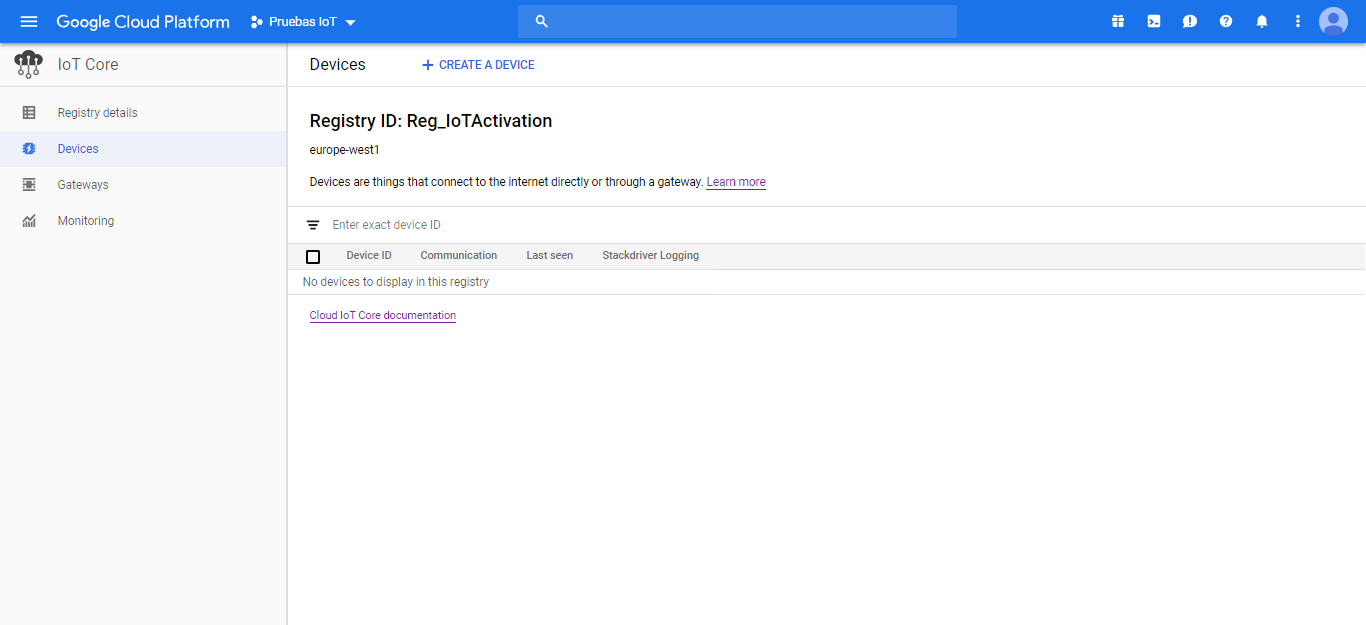 Google Cloud Platform Pruebas IoT
IoT Core
Devices + CREATE A DEVICE
Registry details
Devices
Gateways
Monitoring
Registry ID: Reg_IoTActivation
europe-west1
Devices are things that connect to the internet directly or through a gateway. Learn more
Enter exact device ID
Device ID Communication Last seen Stackdriver Logging
No devices to display in this registry
Cloud IoT Core documentation